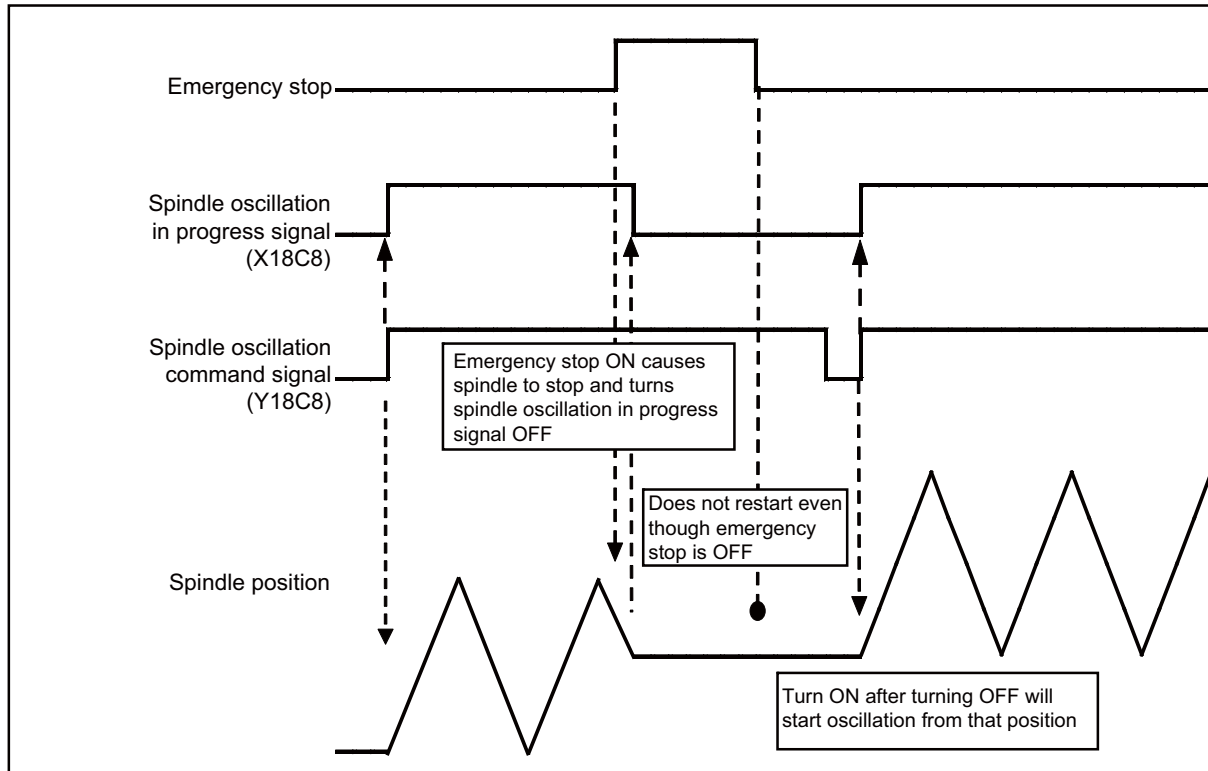 Emergency stop
Spindle oscillation
in progress signal
(X18C8)
Spindle oscillation
command signal
(Y18C8)
Emergency stop ON causes
spindle to stop and turns
spindle oscillation in progress
signal OFF
Does not restart even
though emergency
stop is OFF
Spindle position
Turn ON after turning OFF will
start oscillation from that position